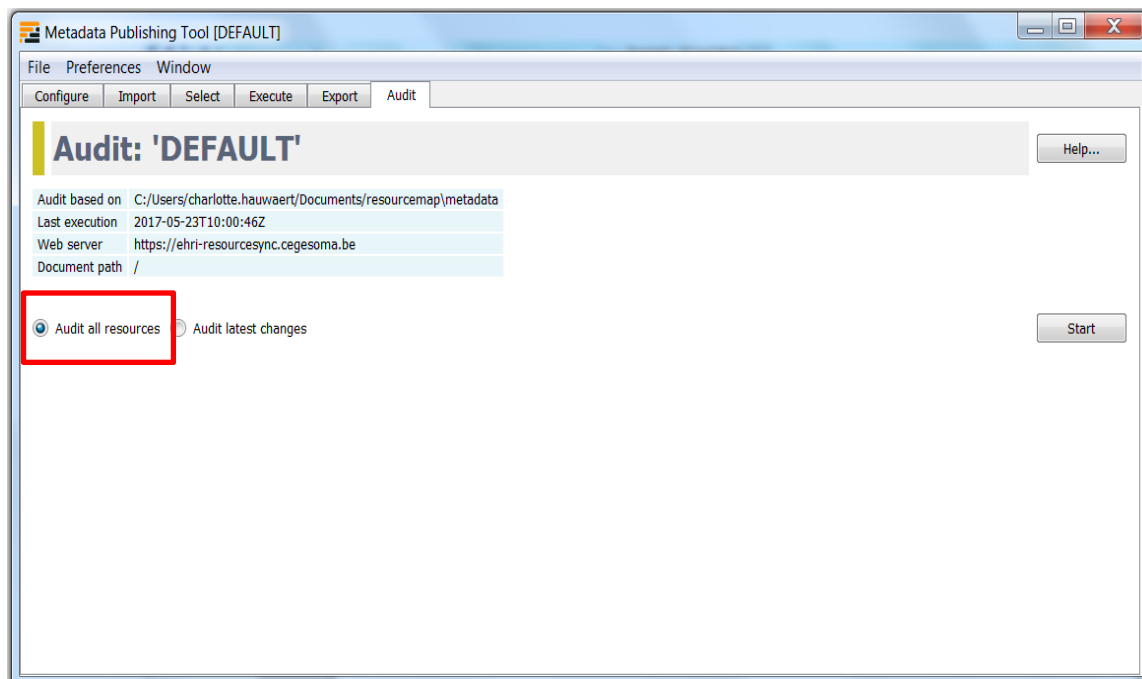 Metadata Publishing Tool [DEFAULT]
File Preferences Window
Configure Import Select Execute Export Audit
Audit: 'DEFAULT'
Help...
Audit based on C:/Users/charlotte.hauwaert/Documents/resourcemap\metadata
Last execution 2017-05-23T10:00:46Z
Web server https://ehri-resourcesync.cegesoma.be
Document path /
Audit all resources Audit latest changes
Start